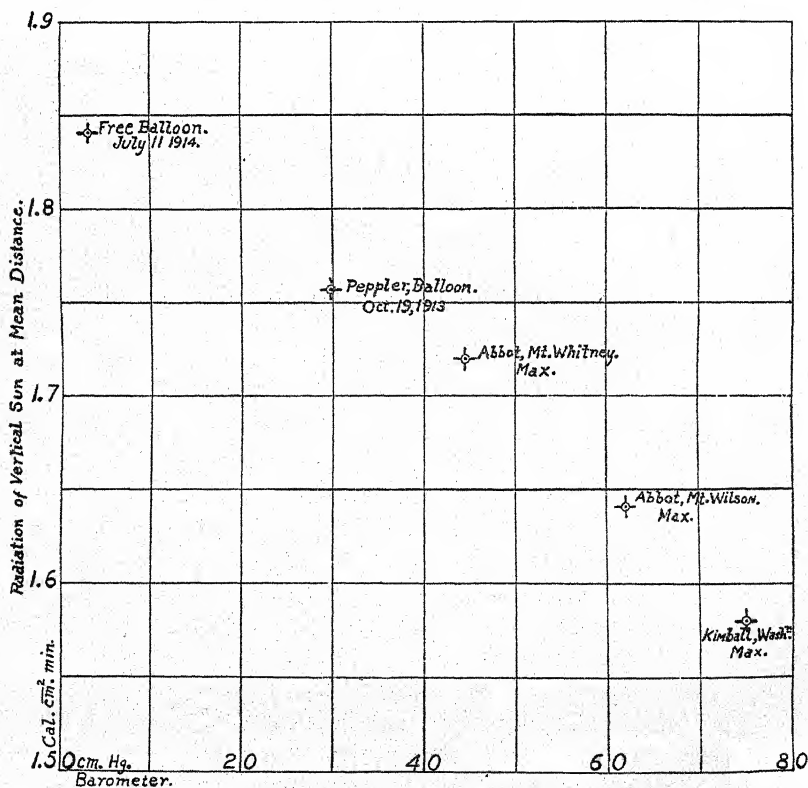 1.9
Free Balloon.
July 11 1914.
1.8
Peppler, Balloon.
Oct. 19, 1913
Abbot, Mt. Whitney.
Max.
1.7
Abbot, Mt. Wilson.
Max.
1.6
Kimball, Wash.
Max.
1.5
Radiation of Vertical Sun at Mean Distance.
Cal. cm². min.
0 cm. Hg.
Barometer.
20
40
60
80